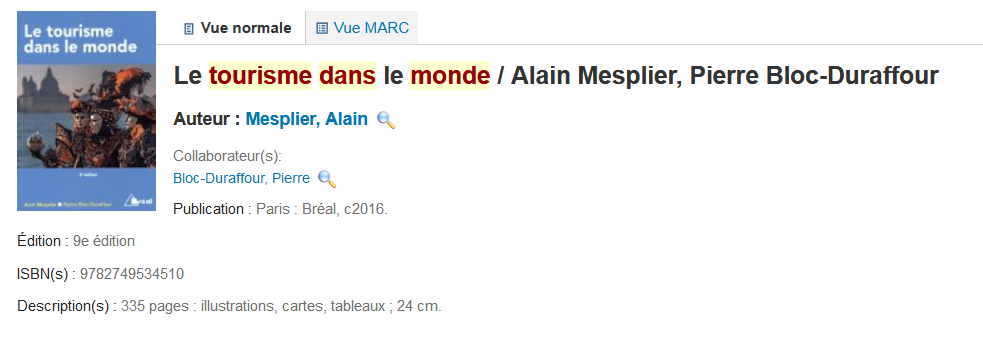 Le tourisme
dans le monde
9e édition
Alain Mesplier ■ Pierre Bloc-Duraffour
Bréal
Vue normale
Vue MARC
Le tourisme dans le monde / Alain Mesplier, Pierre Bloc-Duraffour
Auteur : Mesplier, Alain
Collaborateur(s):
Bloc-Duraffour, Pierre
Publication : Paris : Bréal, c2016.
Édition : 9e édition
ISBN(s) : 9782749534510
Description(s) : 335 pages : illustrations, cartes, tableaux ; 24 cm.